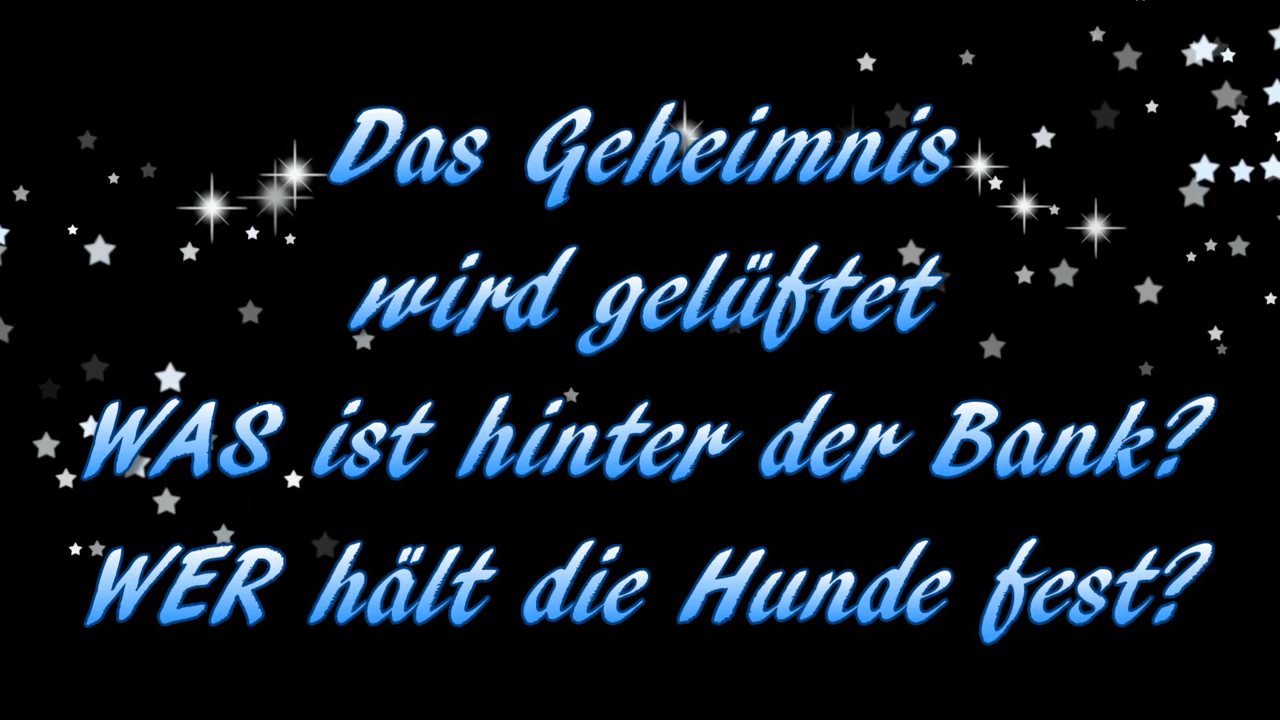 Das Geheimnis
wird gelüftet
WAS ist hinter der Bank?
WER hält die Hunde fest?